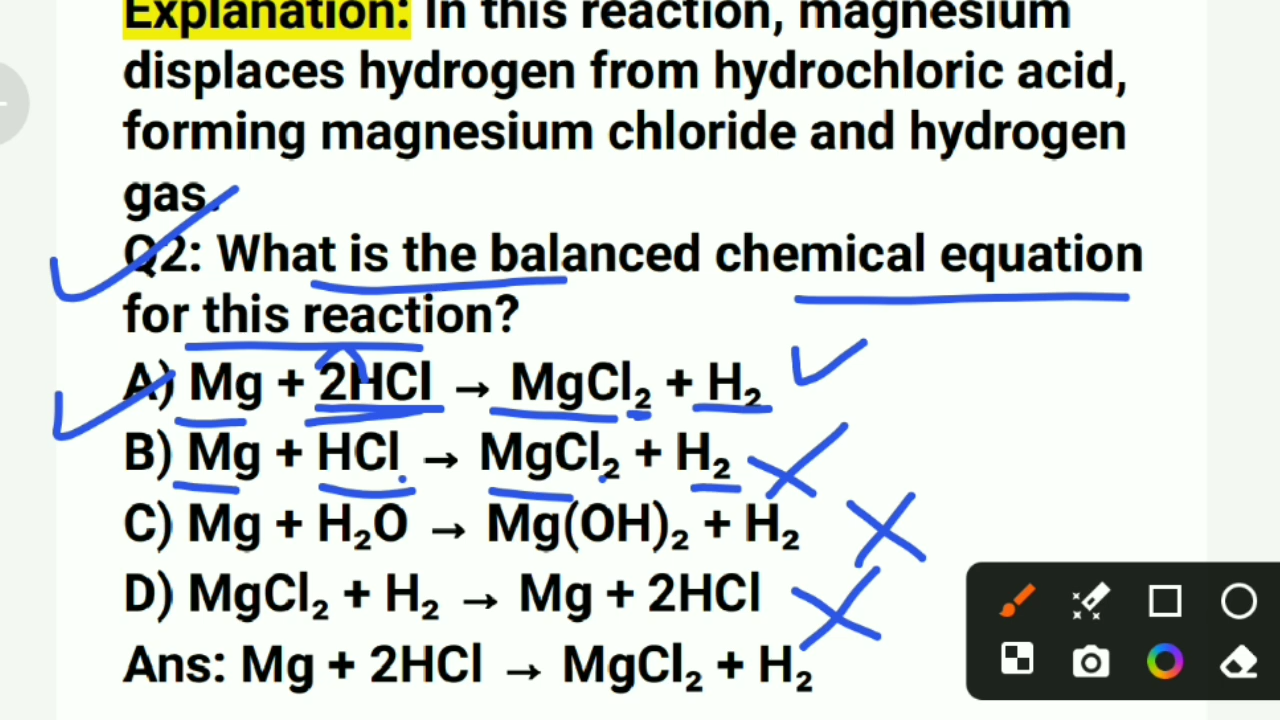 Explanation: In this reaction, magnesium
displaces hydrogen from hydrochloric acid,
forming magnesium chloride and hydrogen
gas.
Q2: What is the balanced chemical equation
for this reaction?
A) Mg + 2HCl → MgCl₂ + H₂
B) Mg + HCl → MgCl₂ + H₂
C) Mg + H₂O → Mg(OH)₂ + H₂
D) MgCl₂ + H₂ → Mg + 2HCl
Ans: Mg + 2HCl → MgCl₂ + H₂